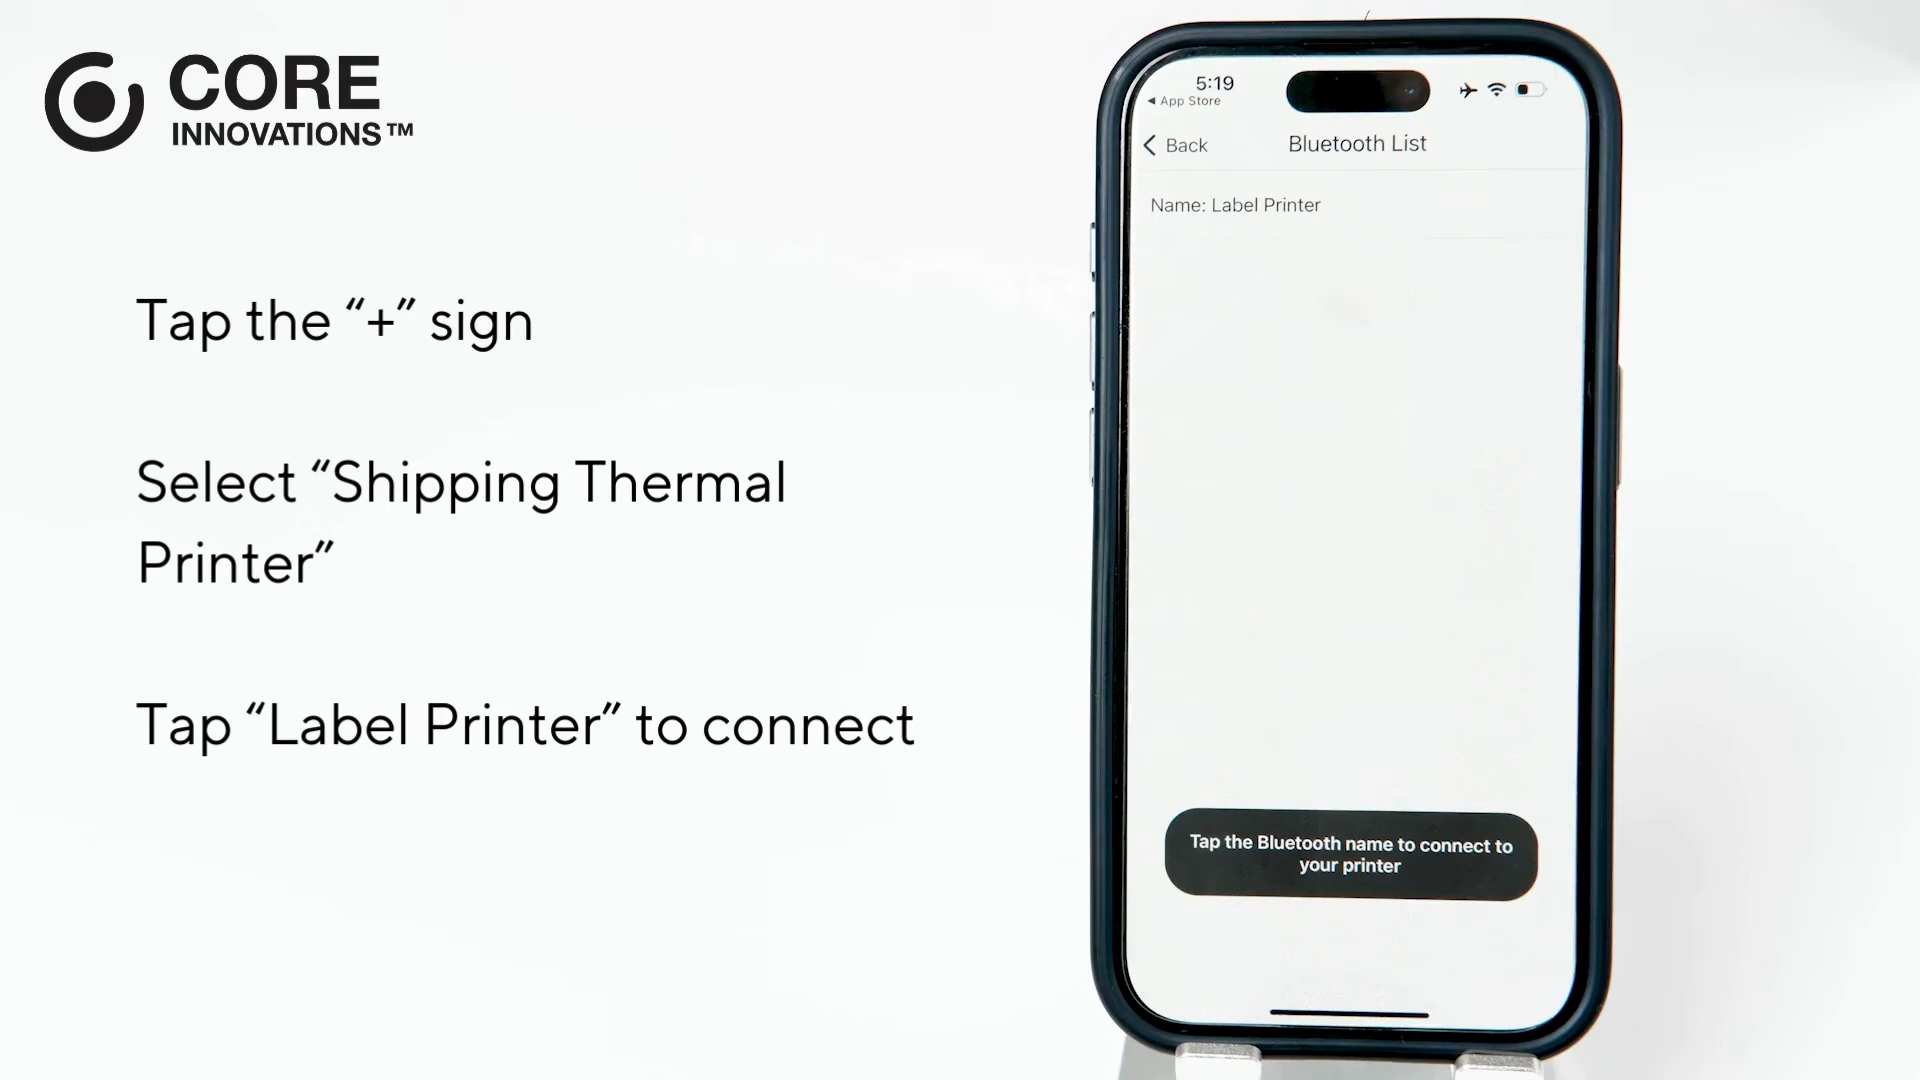 CORE
INNOVATIONS™
Tap the “+” sign
Select “Shipping Thermal
Printer”
Tap “Label Printer” to connect
5:19
◂ App Store
Back
Bluetooth List
Name: Label Printer
Tap the Bluetooth name to connect to
your printer